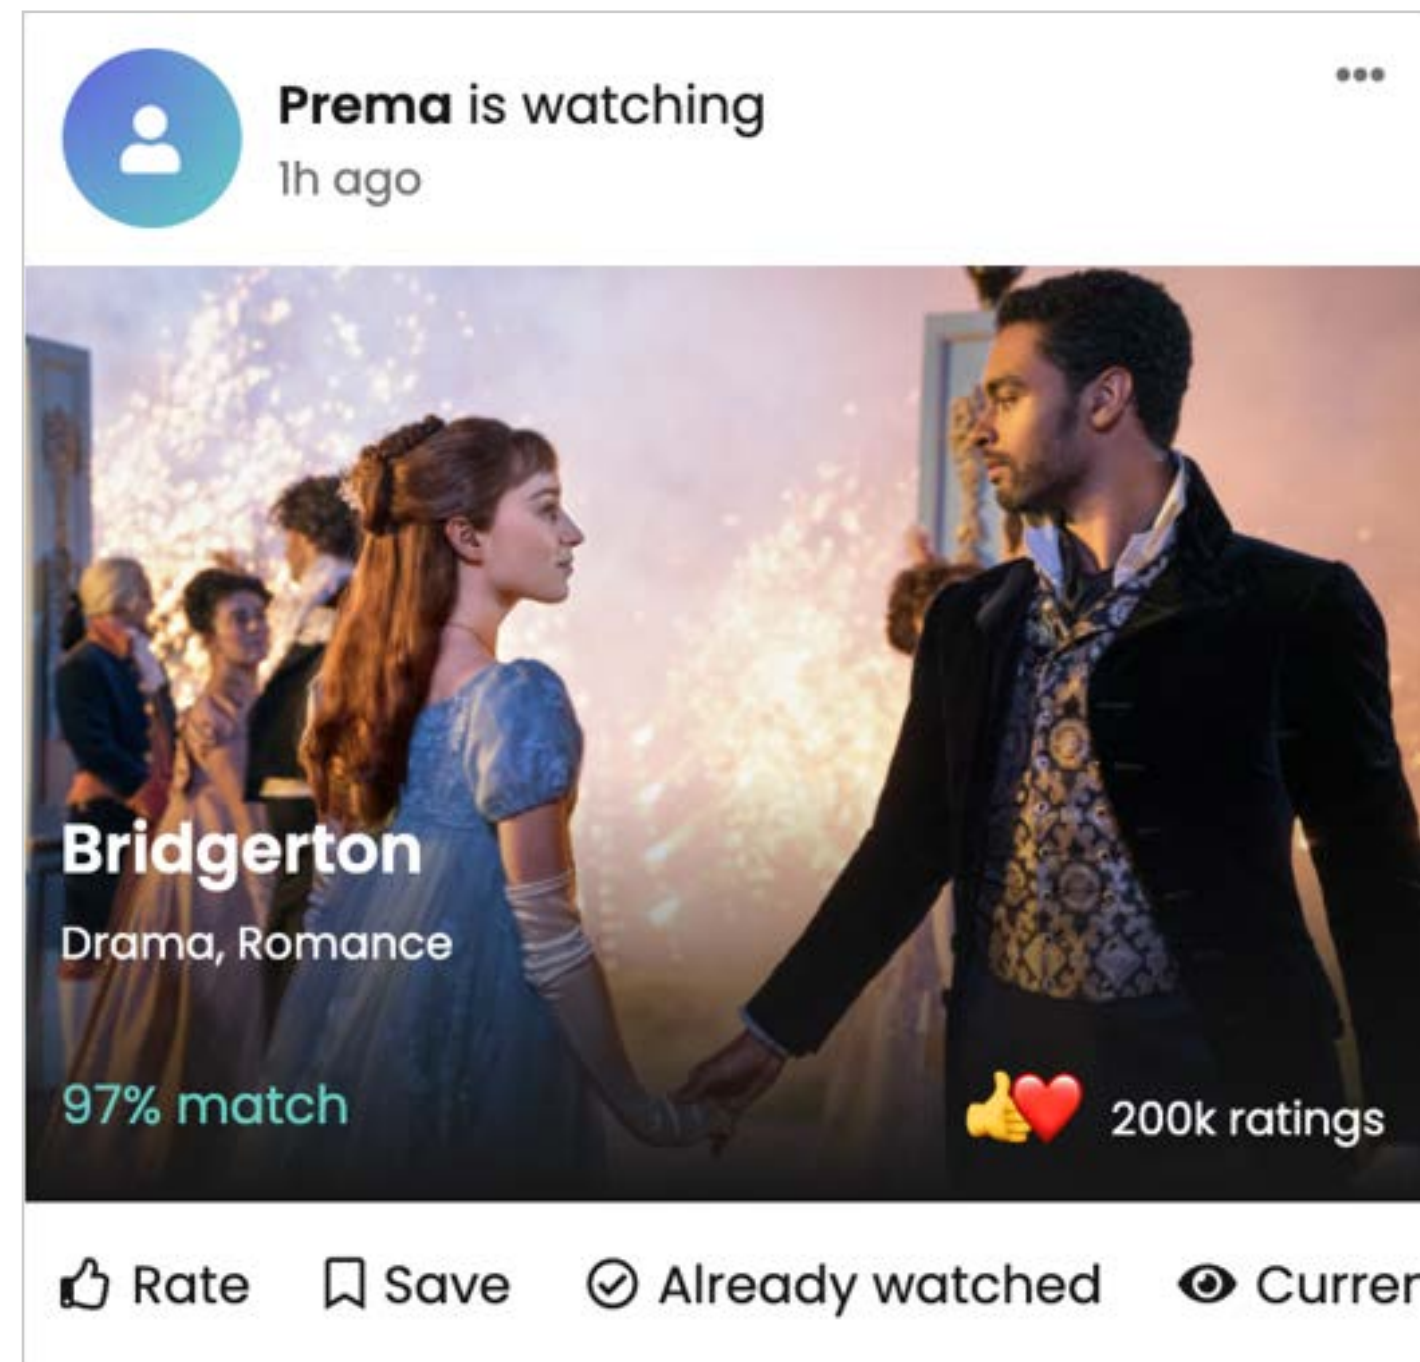 Prema is watching
1h ago
Bridgerton
Drama, Romance
97% match
200k ratings
Rate
Save
Already watched